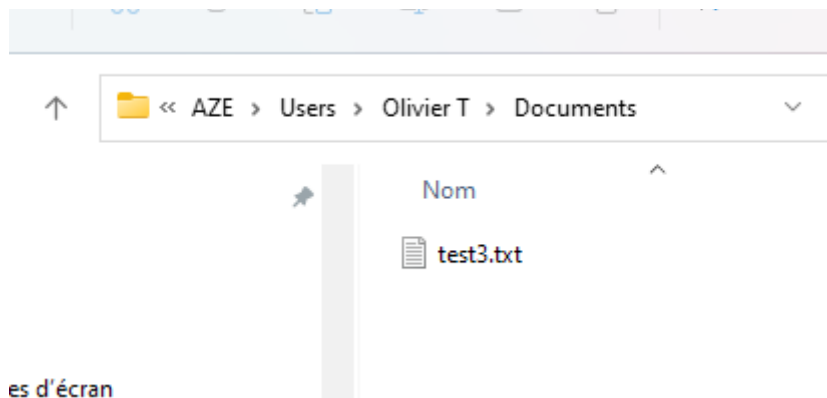 « AZE > Users > Olivier T > Documents
Nom
test3.txt
es d'écran